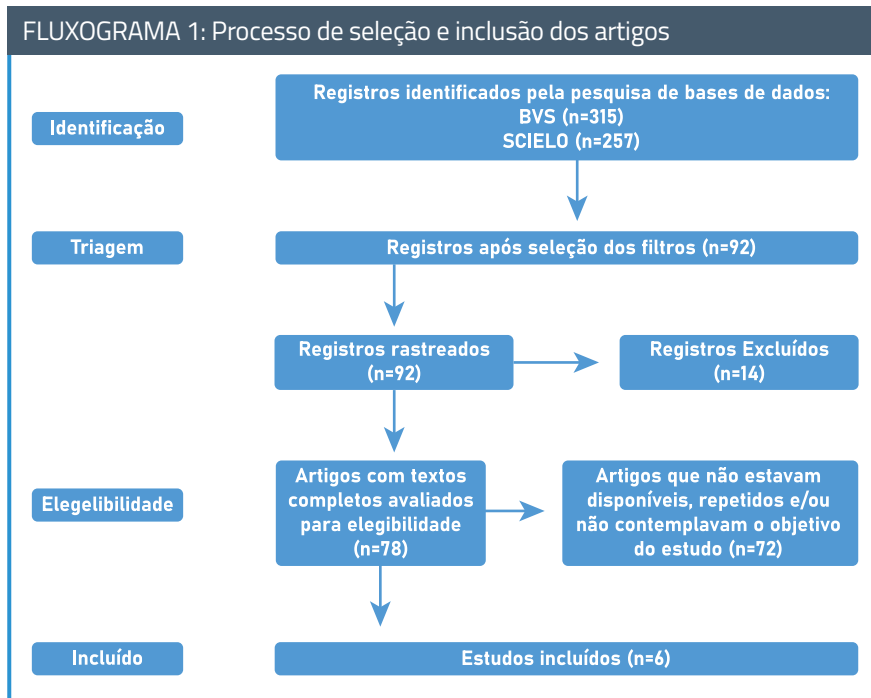 FLUXOGRAMA 1: Processo de seleção e inclusão dos artigos
Identificação
Registros identificados pela pesquisa de bases de dados:
BVS (n=315)
SCIELO (n=257)
Triagem
Registros após seleção dos filtros (n=92)
Registros rastreados
(n=92)
Registros Excluídos
(n=14)
Elegelibilidade
Artigos com textos
completos avaliados
para elegibilidade
(n=78)
Artigos que não estavam
disponíveis, repetidos e/ou
não contemplavam o objetivo
do estudo (n=72)
Incluído
Estudos incluídos (n=6)